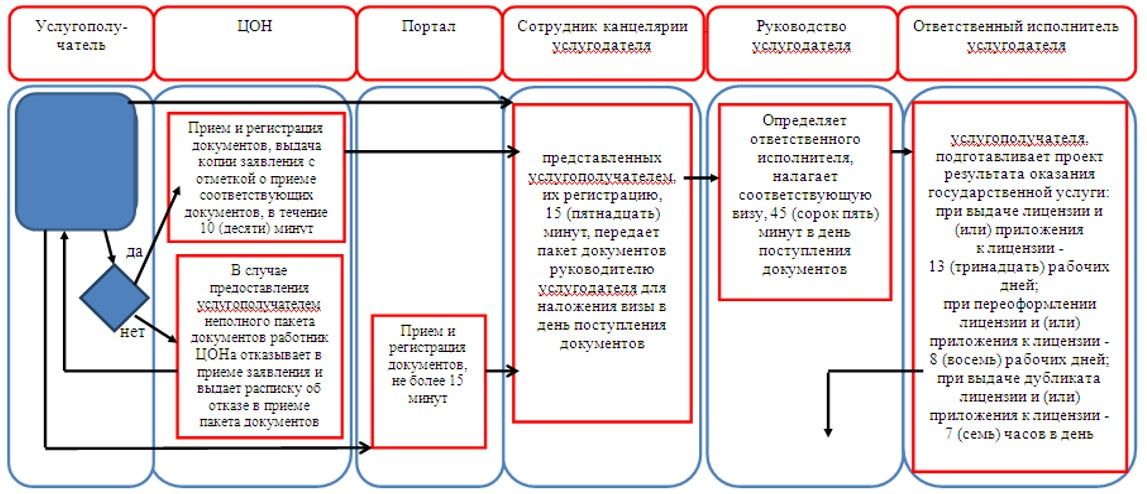 Услугополу-
чатель
ЦОН
Портал
Сотрудник канцелярии
услугодателя
Руководство
услугодателя
Ответственный исполнитель
услугодателя
Прием и регистрация
документов, выдача
копии заявления с
отметкой о приеме
соответствующих
документов, в течение
10 (десяти) минут
да
нет
В случае
предоставления
услугополучателем
неполного пакета
документов работник
ЦОНа отказывает в
приеме заявления и
выдает расписку об
отказе в приеме
пакета документов
Прием и
регистрация
документов,
не более 15
минут
представленных
услугополучателем,
их регистрацию,
15 (пятнадцать)
минут, передает
пакет документов
руководителю
услугодателя для
наложения визы в
день поступления
документов
Определяет
ответственного
исполнителя,
налагает
соответствующую
визу, 45 (сорок пять)
минут в день
поступления
документов
услугополучателя,
подготавливает проект
результата оказания
государственной услуги:
при выдаче лицензии и
(или) приложения
к лицензии -
13 (тринадцать) рабочих
дней;
при переоформлении
лицензии и (или)
приложения к лицензии -
8 (восемь) рабочих дней;
при выдаче дубликата
лицензии и (или)
приложения к лицензии -
7 (семь) часов в день